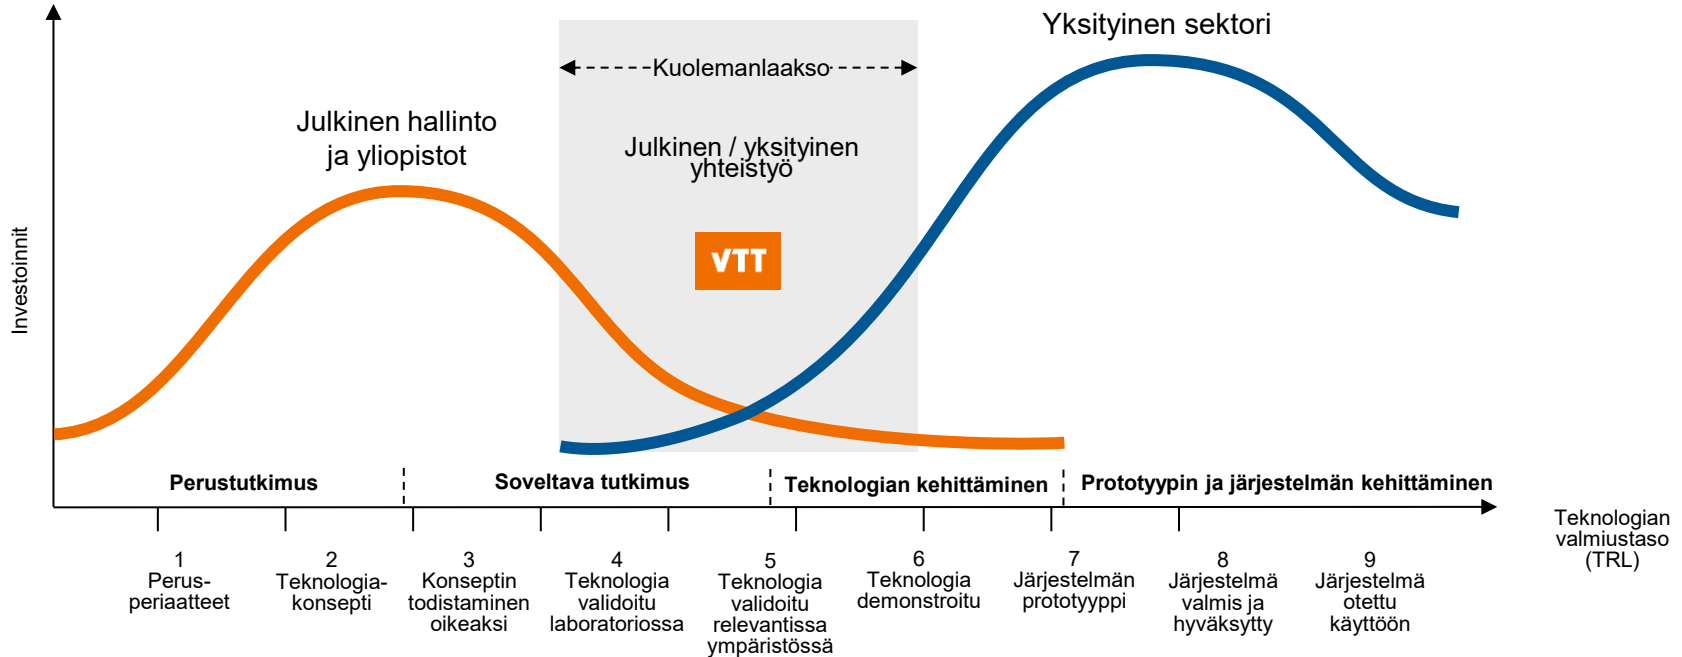 Yksityinen sektori
Kuolemanlaakso
Julkinen hallinto
ja yliopistot
Julkinen / yksityinen
yhteistyö
VTT
Investoinnit
Perustutkimus
Soveltava tutkimus
Teknologian kehittäminen
Prototyypin ja järjestelmän kehittäminen
Teknologian
valmiustaso
(TRL)
1
Perus-
periaatteet
2
Teknologia-
konsepti
3
Konseptin
todistaminen
oikeaksi
4
Teknologia
validoitu
laboratoriossa
5
Teknologia
validoitu
relevantissa
ympäristössä
6
Teknologia
demonstroitu
7
Järjestelmän
prototyyppi
8
Järjestelmä
valmis ja
hyväksytty
9
Järjestelmä
otettu
käyttöön